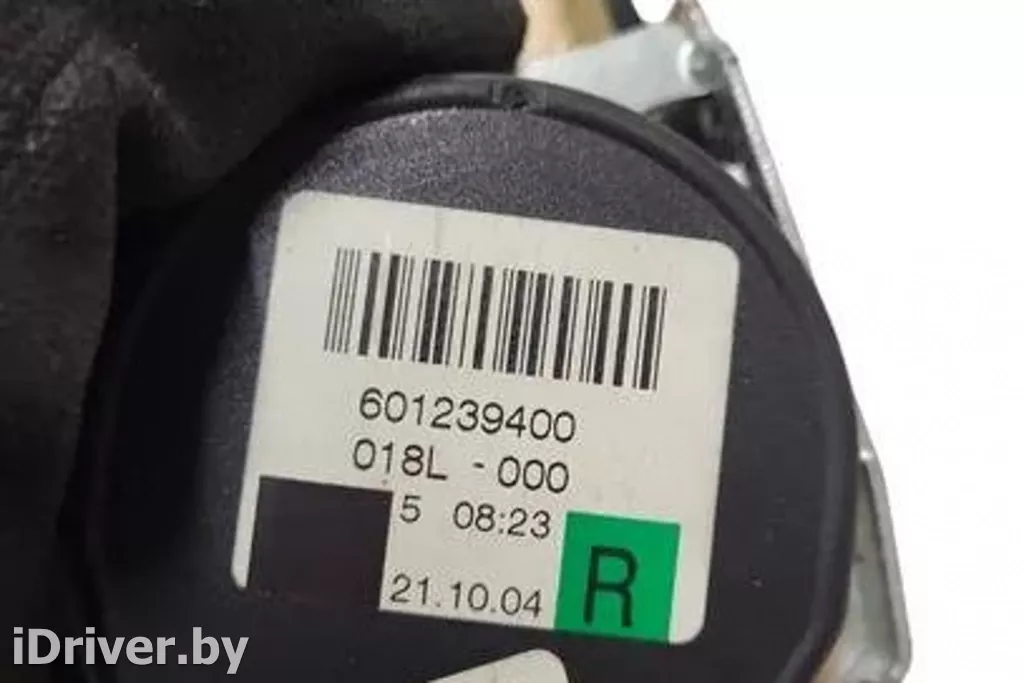 601239400
018L - 000
5 08:23
21.10.04
R
iDriver.by